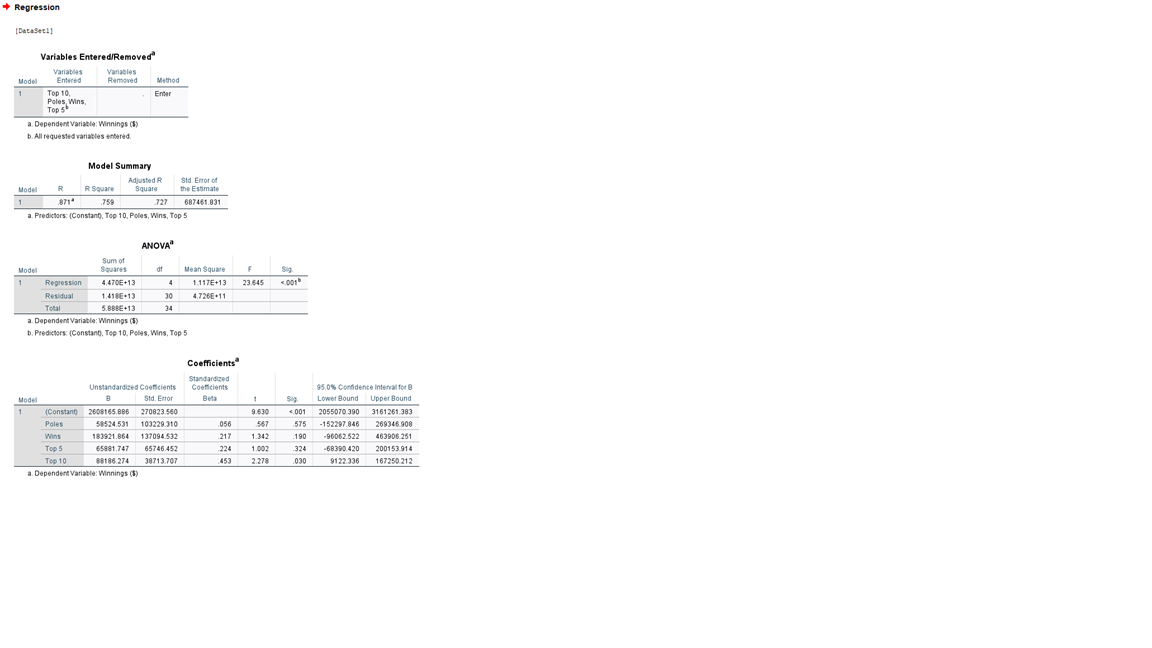 Regression
[DataSet1]
Variables Entered/Removedª
Model Variables Entered Variables Removed Method
1 Top 10, Poles, Wins, Top 5ᵇ . Enter
a. Dependent Variable: Winnings ($)
b. All requested variables entered.
Model Summary
Model R R Square Adjusted R Square Std. Error of the Estimate
1 .871ª .759 .727 687461.831
a. Predictors: (Constant), Top 10, Poles, Wins, Top 5
ANOVAª
Model Sum of Squares df Mean Square F Sig.
1 Regression 4.470E+13 4 1.117E+13 23.645 <.001ᵇ
Residual 1.418E+13 30 4.726E+11
Total 5.888E+13 34
a. Dependent Variable: Winnings ($)
b. Predictors: (Constant), Top 10, Poles, Wins, Top 5
Coefficientsª
Unstandardized Coefficients Standardized Coefficients 95.0% Confidence Interval for B
Model B Std. Error Beta t Sig. Lower Bound Upper Bound
1 (Constant) 2608165.886 270823.560 9.630 <.001 2055070.390 3161261.383
Poles 58524.531 103229.310 .056 .567 .575 -152297.846 269346.908
Wins 183921.864 137094.532 .217 1.342 .190 -96062.522 463906.251
Top 5 65881.747 65746.452 .224 1.002 .324 -68390.420 200153.914
Top 10 88186.274 38713.707 .453 2.278 .030 9122.336 167250.212
a. Dependent Variable: Winnings ($)